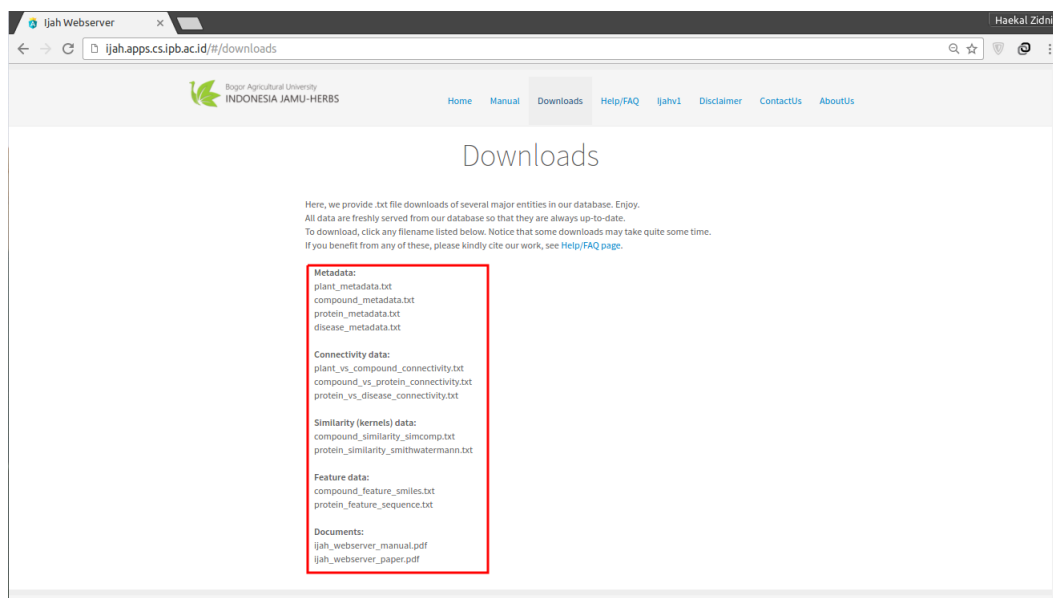 Ijah Webserver
Haekal Zidni
ijah.apps.cs.ipb.ac.id/#/downloads
Bogor Agricultural University
INDONESIA JAMU-HERBS
Home Manual Downloads Help/FAQ Ijahv1 Disclaimer ContactUs AboutUs
Downloads
Here, we provide .txt file downloads of several major entities in our database. Enjoy.
All data are freshly served from our database so that they are always up-to-date.
To download, click any filename listed below. Notice that some downloads may take quite some time.
If you benefit from any of these, please kindly cite our work, see Help/FAQ page.
Metadata:
plant_metadata.txt
compound_metadata.txt
protein_metadata.txt
disease_metadata.txt
Connectivity data:
plant_vs_compound_connectivity.txt
compound_vs_protein_connectivity.txt
protein_vs_disease_connectivity.txt
Similarity (kernels) data:
compound_similarity_simcomp.txt
protein_similarity_smithwatermann.txt
Feature data:
compound_feature_smiles.txt
protein_feature_sequence.txt
Documents:
ijah_webserver_manual.pdf
ijah_webserver_paper.pdf